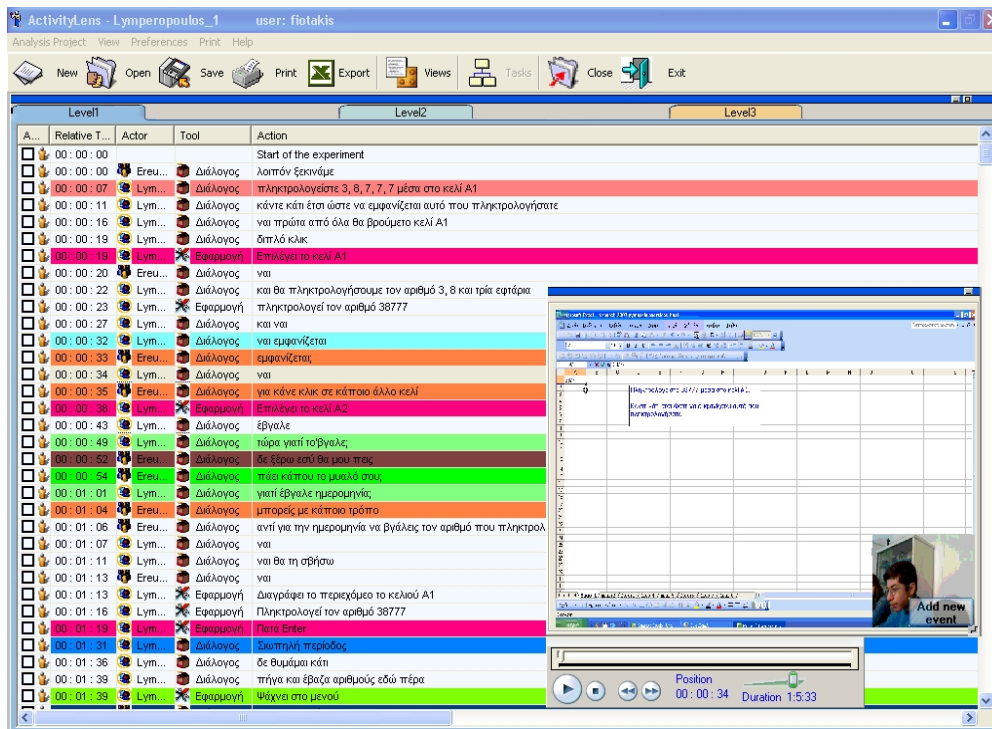 ActivityLens - Lymperopoulos_1 user: fiotakis
Analysis Project View Preferences Print Help
New Open Save Print Export Views Tasks Close Exit
Level1 Level2 Level3
A... Relative T... Actor Tool Action
00 : 00 : 00 Start of the experiment
00 : 00 : 00 Ereu... Διάλογος λοιπόν ξεκινάμε
00 : 00 : 07 Lym... Διάλογος πληκτρολογείστε 3, 8, 7, 7, 7 μέσα στο κελί A1
00 : 00 : 11 Lym... Διάλογος κάντε κάτι έτσι ώστε να εμφανίζεται αυτό που πληκτρολογήσατε
00 : 00 : 16 Lym... Διάλογος ναι πρώτα από όλα θα βρούμετο κελί A1
00 : 00 : 19 Lym... Διάλογος διπλό κλικ
00 : 00 : 19 Lym... Εφαρμογή Επιλέγει το κελί A1
00 : 00 : 20 Ereu... Διάλογος ναι
00 : 00 : 22 Lym... Διάλογος και θα πληκτρολογήσουμε τον αριθμό 3, 8 και τρία εφτάρια
00 : 00 : 23 Lym... Εφαρμογή πληκτρολογεί τον αριθμό 38777
00 : 00 : 27 Lym... Διάλογος και ναι
00 : 00 : 32 Lym... Διάλογος ναι εμφανίζεται
00 : 00 : 33 Ereu... Διάλογος εμφανίζεται;
00 : 00 : 34 Lym... Διάλογος ναι
00 : 00 : 35 Ereu... Διάλογος για κάνε κλικ σε κάποιο άλλο κελί
00 : 00 : 38 Lym... Εφαρμογή Επιλέγει το κελί A2
00 : 00 : 43 Lym... Διάλογος έβγαλε
00 : 00 : 49 Lym... Διάλογος τώρα γιατί το'βγαλε;
00 : 00 : 52 Ereu... Διάλογος δε ξέρω εσύ θα μου πεις
00 : 00 : 54 Ereu... Διάλογος πάει κάπου το μυαλό σου;
00 : 01 : 01 Lym... Διάλογος γιατί έβγαλε ημερομηνία;
00 : 01 : 04 Ereu... Διάλογος μπορείς με κάποιο τρόπο
00 : 01 : 06 Ereu... Διάλογος αντί για την ημερομηνία να βγάλεις τον αριθμό που πληκτρολ
00 : 01 : 07 Lym... Διάλογος ναι
00 : 01 : 11 Lym... Διάλογος ναι θα τη σβήσω
00 : 01 : 13 Ereu... Διάλογος ναι
00 : 01 : 13 Lym... Εφαρμογή Διαγράφει το περιεχόμεο το κελιού A1
00 : 01 : 16 Lym... Εφαρμογή Πληκτρολογεί τον αριθμό 38777
00 : 01 : 19 Lym... Εφαρμογή Πατά Enter
00 : 01 : 31 Lym... Διάλογος Σιωπηλή περίοδος
00 : 01 : 36 Lym... Διάλογος δε θυμάμαι κάτι
00 : 01 : 39 Lym... Διάλογος πήγα και έβαζα αριθμούς εδώ πέρα
00 : 01 : 39 Lym... Εφαρμογή Ψάχνει στο μενού
Add new
event
Position
00 : 00 : 34 Duration 1:5:33